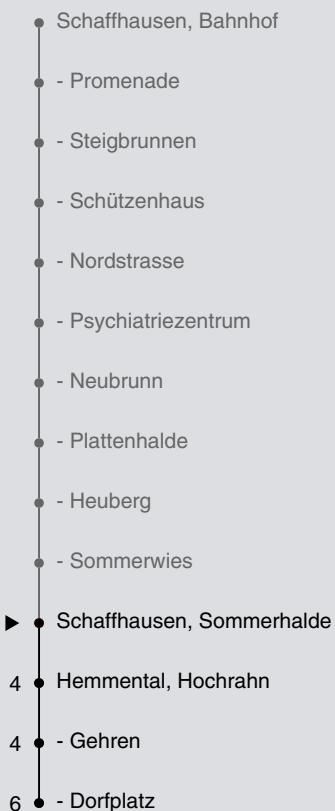 Schaffhausen, Bahnhof
- Promenade
- Steigbrunnen
- Schützenhaus
- Nordstrasse
- Psychiatriezentrum
- Neubrunn
- Plattenhalde
- Heuberg
- Sommerwies
Schaffhausen, Sommerhalde
4 Hemmental, Hochrahn
4 - Gehren
6 - Dorfplatz